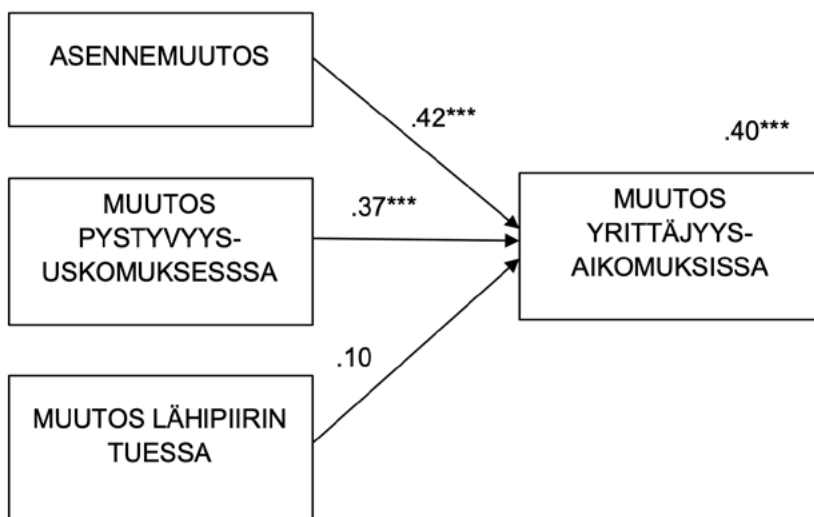 ASENNEMUUTOS
.42***
.40***
MUUTOS
PYSTYVYYS-
USKOMUKSESSSA
.37***
MUUTOS
YRITTÄJYYS-
AIKOMUKSISSA
.10
MUUTOS LÄHIPIIRIN
TUESSA